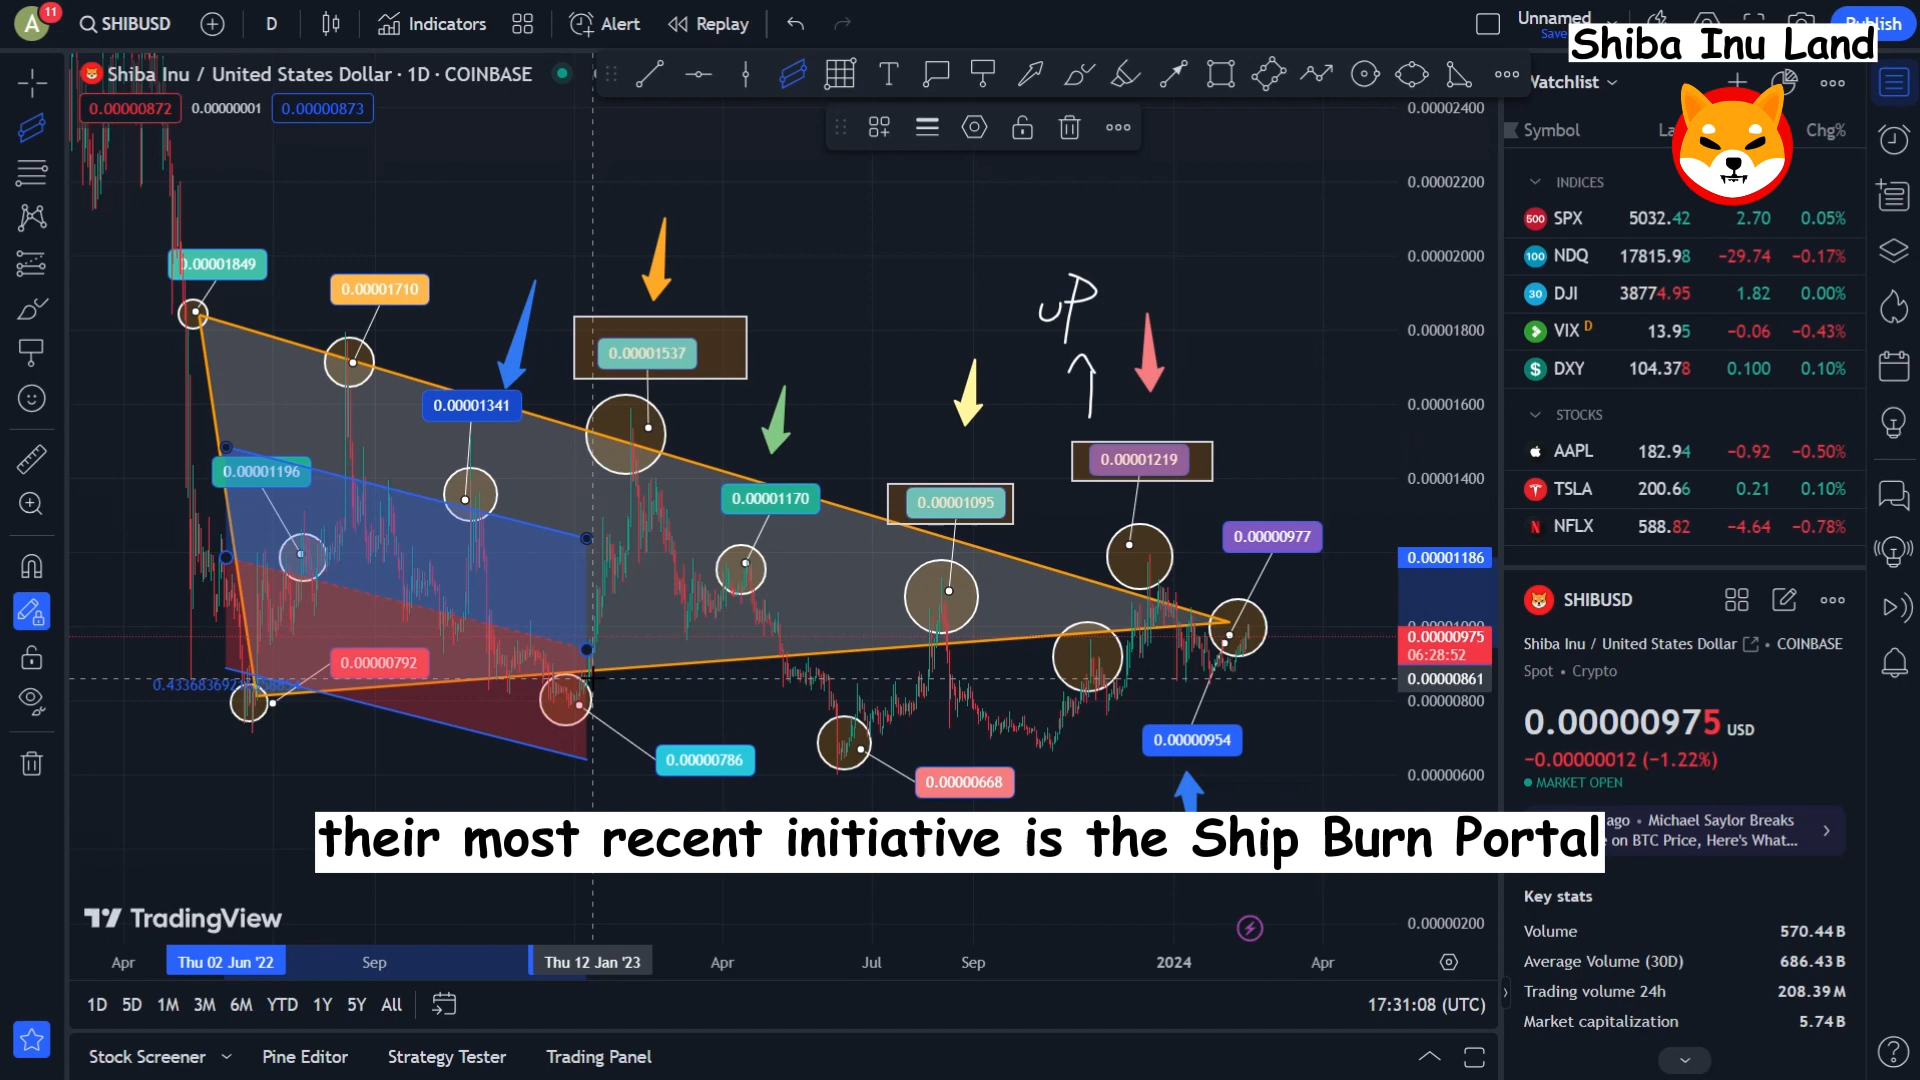 A
11
SHIBUSD
D
Indicators
Alert
Replay
Unnamed
Save
Publish
Shiba Inu Land
Shiba Inu / United States Dollar · 1D · COINBASE
0.00000872
0.00000001
0.00000873
T
Watchlist
Symbol
La
Chg%
INDICES
500 SPX 5032.42 2.70 0.05%
100 NDQ 17815.98 −29.74 −0.17%
30 DJI 38774.95 1.82 0.00%
VIX D 13.95 −0.06 −0.43%
$ DXY 104.378 0.100 0.10%
STOCKS
AAPL 182.94 −0.92 −0.50%
TSLA 200.66 0.21 0.10%
N NFLX 588.82 −4.64 −0.78%
0.00002400
0.00002200
0.00002000
0.00001800
0.00001600
0.00001400
0.00001186
0.00000975
06:28:52
0.00000861
0.00000800
0.00000600
0.00000200
0.00001849
0.00001710
0.00001341
0.00001537
0.00001196
0.00001170
0.00001095
uP
0.00001219
0.00000977
0.00000792
0.00000786
0.00000668
0.00000954
SHIBUSD
Shiba Inu / United States Dollar • COINBASE
Spot • Crypto
0.00000975 USD
−0.00000012 (−1.22%)
MARKET OPEN
ago • Michael Saylor Breaks
on BTC Price, Here's What...
their most recent initiative is the Ship Burn Portal
Key stats
Volume 570.44B
Average Volume (30D) 686.43B
Trading volume 24h 208.39M
Market capitalization 5.74B
TradingView
Apr
Thu 02 Jun '22
Sep
Thu 12 Jan '23
Apr
Jul
Sep
2024
Apr
1D 5D 1M 3M 6M YTD 1Y 5Y All
17:31:08 (UTC)
Stock Screener
Pine Editor
Strategy Tester
Trading Panel